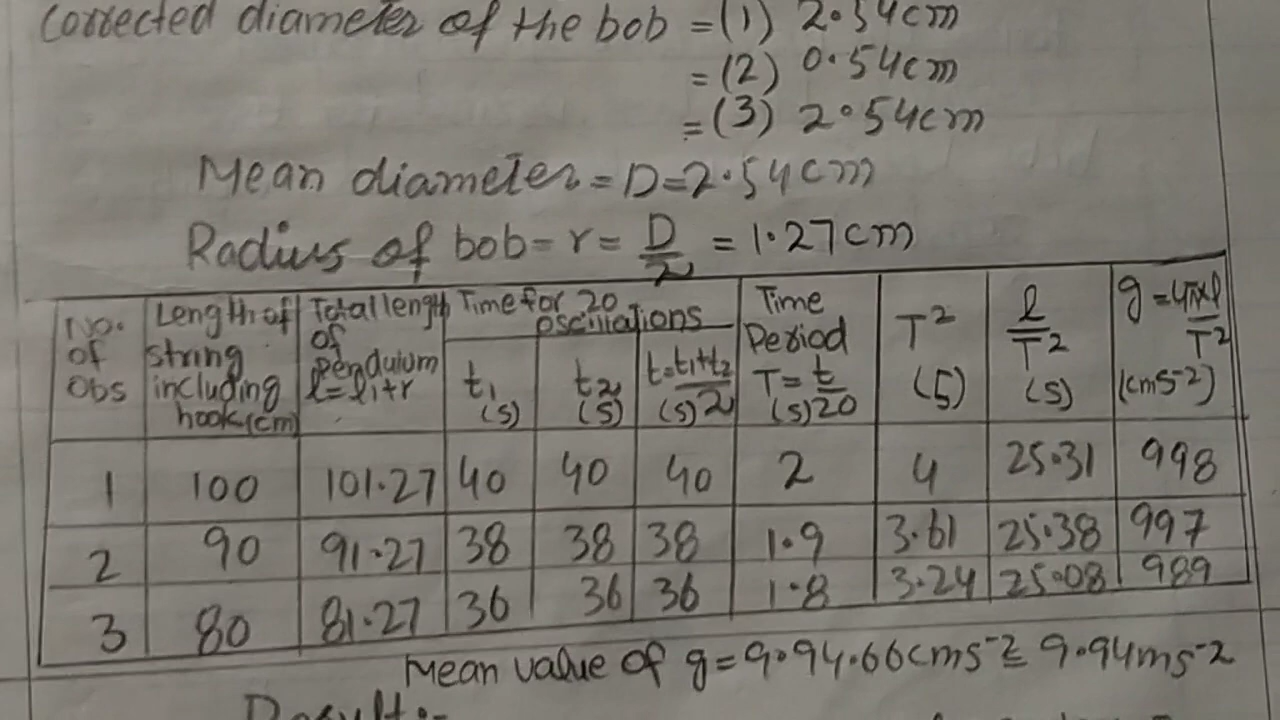 Corrected diameter of the bob = (1) 2.54cm
= (2) 0.54cm
= (3) 2.54cm
Mean diameter = D = 2.54cm
Radius of bob = r = D/2 = 1.27cm
No. of Obs | Length of string including hook (cm) | Total length of pendulum l = l1 + r | Time for 20 oscillations | Time Period T = t/20 (s) | T² (5) | l/T² (s) | g = 4π×l/T² (cms-2)
t1 (s) | t2 (s) | t = t1+t2/2 (s)
1 | 100 | 101.27 | 40 | 40 | 40 | 2 | 4 | 25.31 | 998
2 | 90 | 91.27 | 38 | 38 | 38 | 1.9 | 3.61 | 25.38 | 997
3 | 80 | 81.27 | 36 | 36 | 36 | 1.8 | 3.24 | 25.08 | 989
Mean value of g = 9.94.66cms-2 = 9.94ms-2
Result:-